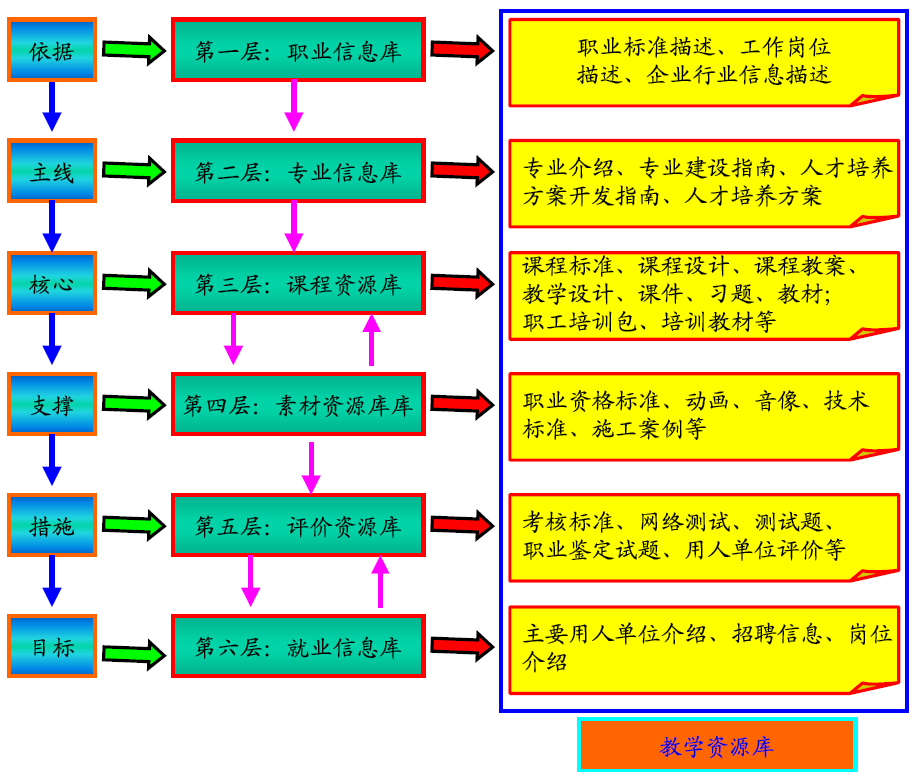 依据
第一层：职业信息库
职业标准描述、工作岗位
描述、企业行业信息描述
主线
第二层：专业信息库
专业介绍、专业建设指南、人才培养
方案开发指南、人才培养方案
核心
第三层：课程资源库
课程标准、课程设计、课程教案、
教学设计、课件、习题、教材;
职工培训包、培训教材等
支撑
第四层：素材资源库库
职业资格标准、动画、音像、技术
标准、施工案例等
措施
第五层：评价资源库
考核标准、网络测试、测试题、
职业鉴定试题、用人单位评价等
目标
第六层：就业信息库
主要用人单位介绍、招聘信息、岗位
介绍
教学资源库